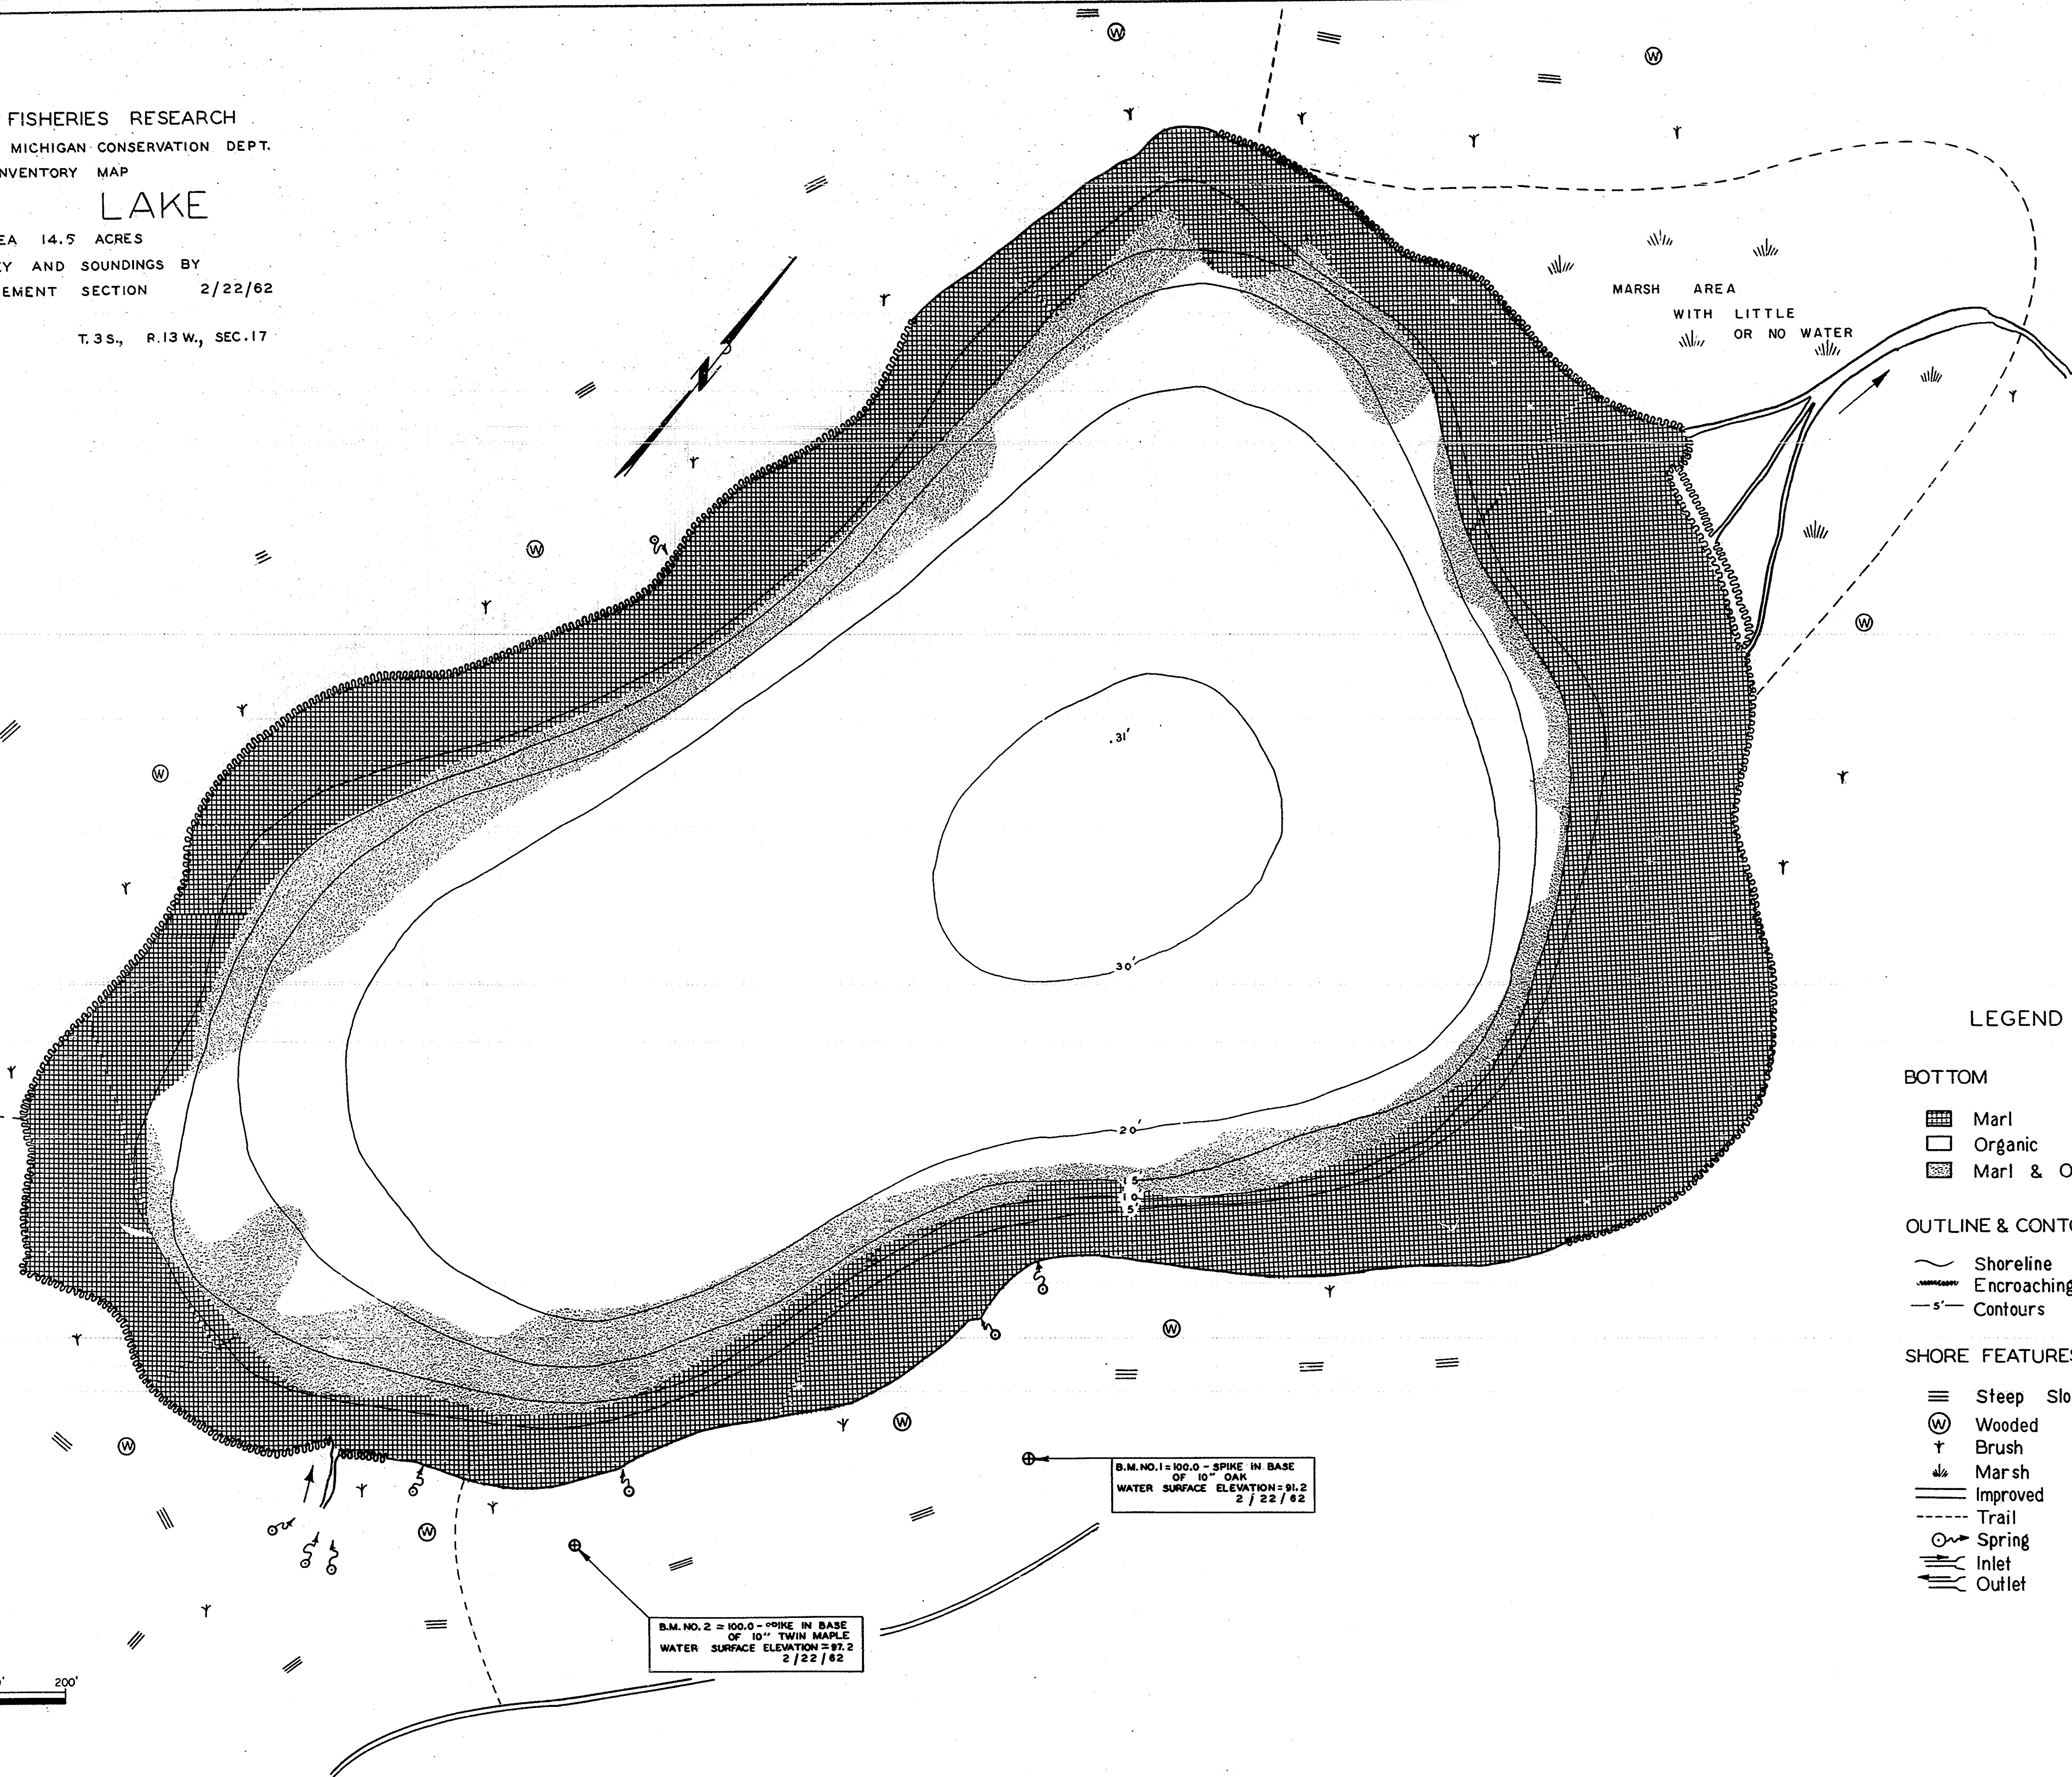 FISHERIES RESEARCH
MICHIGAN CONSERVATION DEPT.
NVENTORY MAP
LAKE
EA 14.5 ACRES
EY AND SOUNDINGS BY
EMENT SECTION 2/22/62
T. 3 S., R. 13 W., SEC. 17
N
W
W
MARSH AREA
WITH LITTLE
OR NO WATER
W
W
W
.31'
30'
20'
15
10
5'
LEGEND
BOTTOM
Marl
Organic
Marl & O
OUTLINE & CONTO
Shoreline
Encroaching
5' Contours
SHORE FEATURES
Steep Slo
W Wooded
Brush
Marsh
Improved
Trail
Spring
Inlet
Outlet
W
W
W
W
B.M. NO. 1 = 100.0 - SPIKE IN BASE
OF 10" OAK
WATER SURFACE ELEVATION = 91.2
2 / 22 / 62
B.M. NO. 2 = 100.0 - SPIKE IN BASE
OF 10" TWIN MAPLE
WATER SURFACE ELEVATION = 97.2
2 / 22 / 62
200'